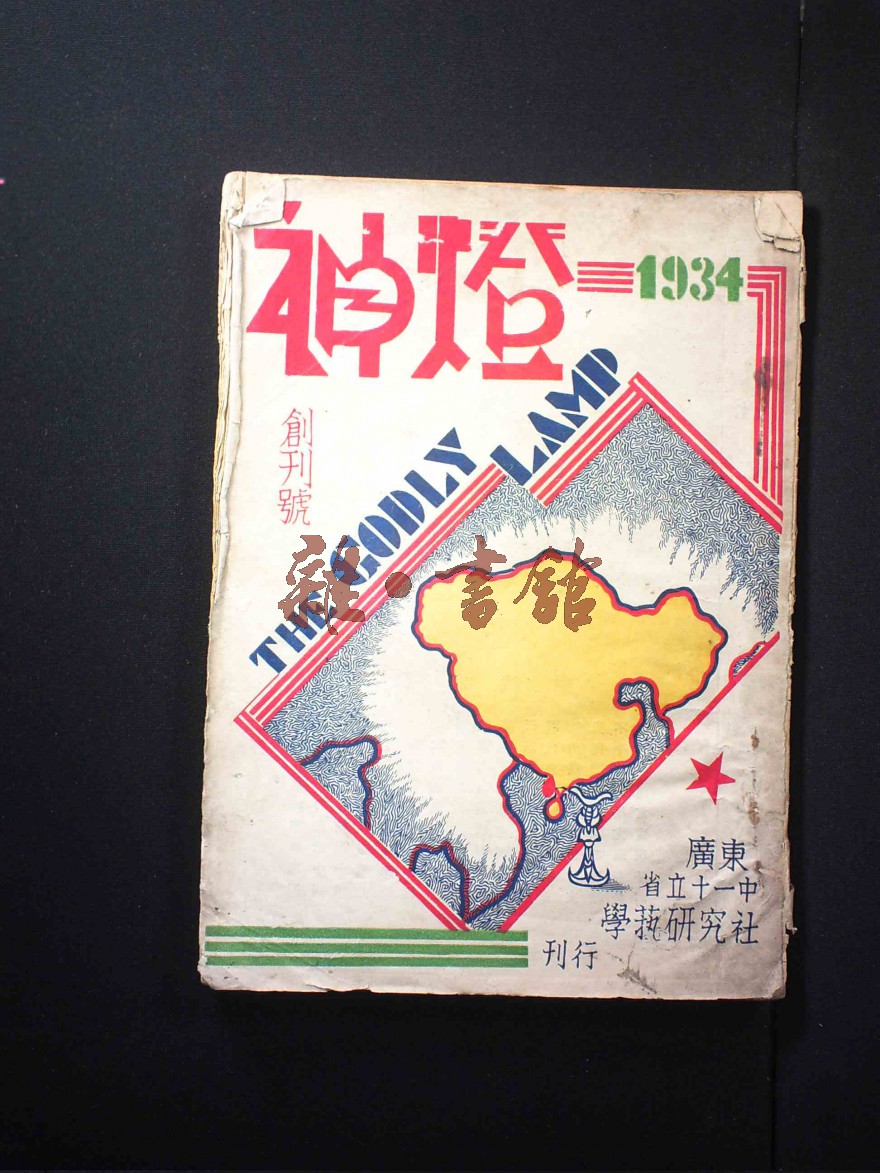 神燈
1934
創刊號
THE GODLY LAMP
雜·書館
廣東
省立十一中
學藝研究社
刊行